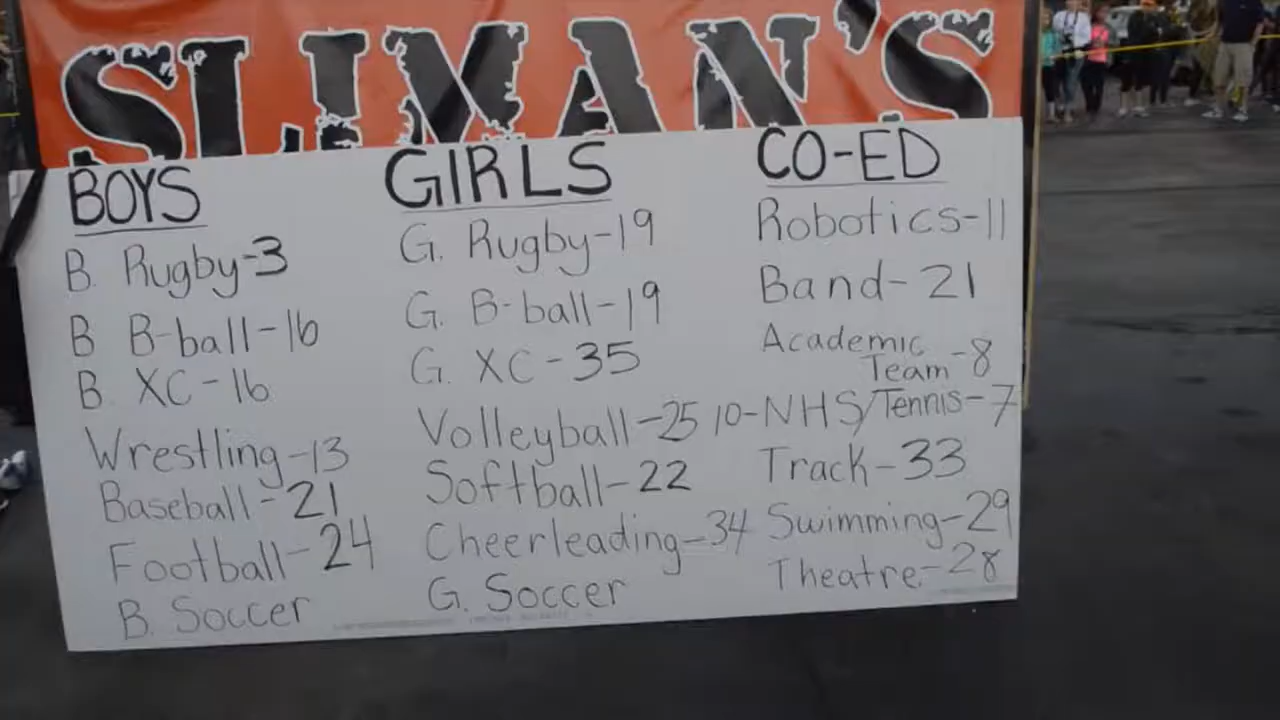 SLIMAN'S
BOYS
B. Rugby-3
B B-ball-16
B. XC-16
Wrestling-13
Baseball-21
Football-24
B. Soccer
GIRLS
G. Rugby-19
G. B-ball-19
G. XC-35
Volleyball-25
Softball-22
Cheerleading-34
G. Soccer
CO-ED
Robotics-11
Band-21
Academic
Team-8
10-NHS/Tennis-7
Track-33
Swimming-29
Theatre-28